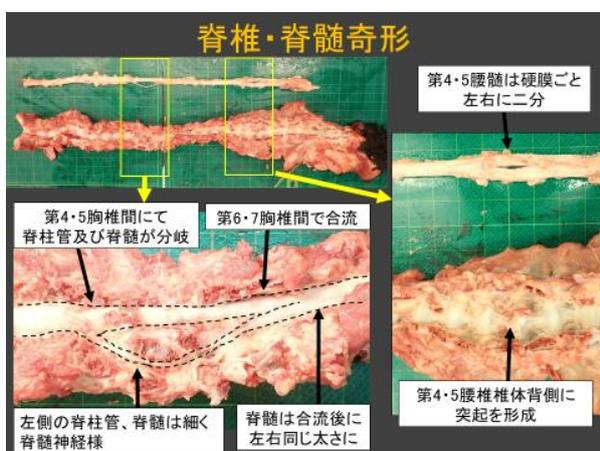 脊椎・脊髄奇形
第4・5腰髄は硬膜ごと
左右に二分
第4・5胸椎間にて
脊柱管及び脊髄が分岐
第6・7胸椎間で合流
左側の脊柱管、脊髄は細く
脊髄神経様
脊髄は合流後に
左右同じ太さに
第4・5腰椎椎体背側に
突起を形成